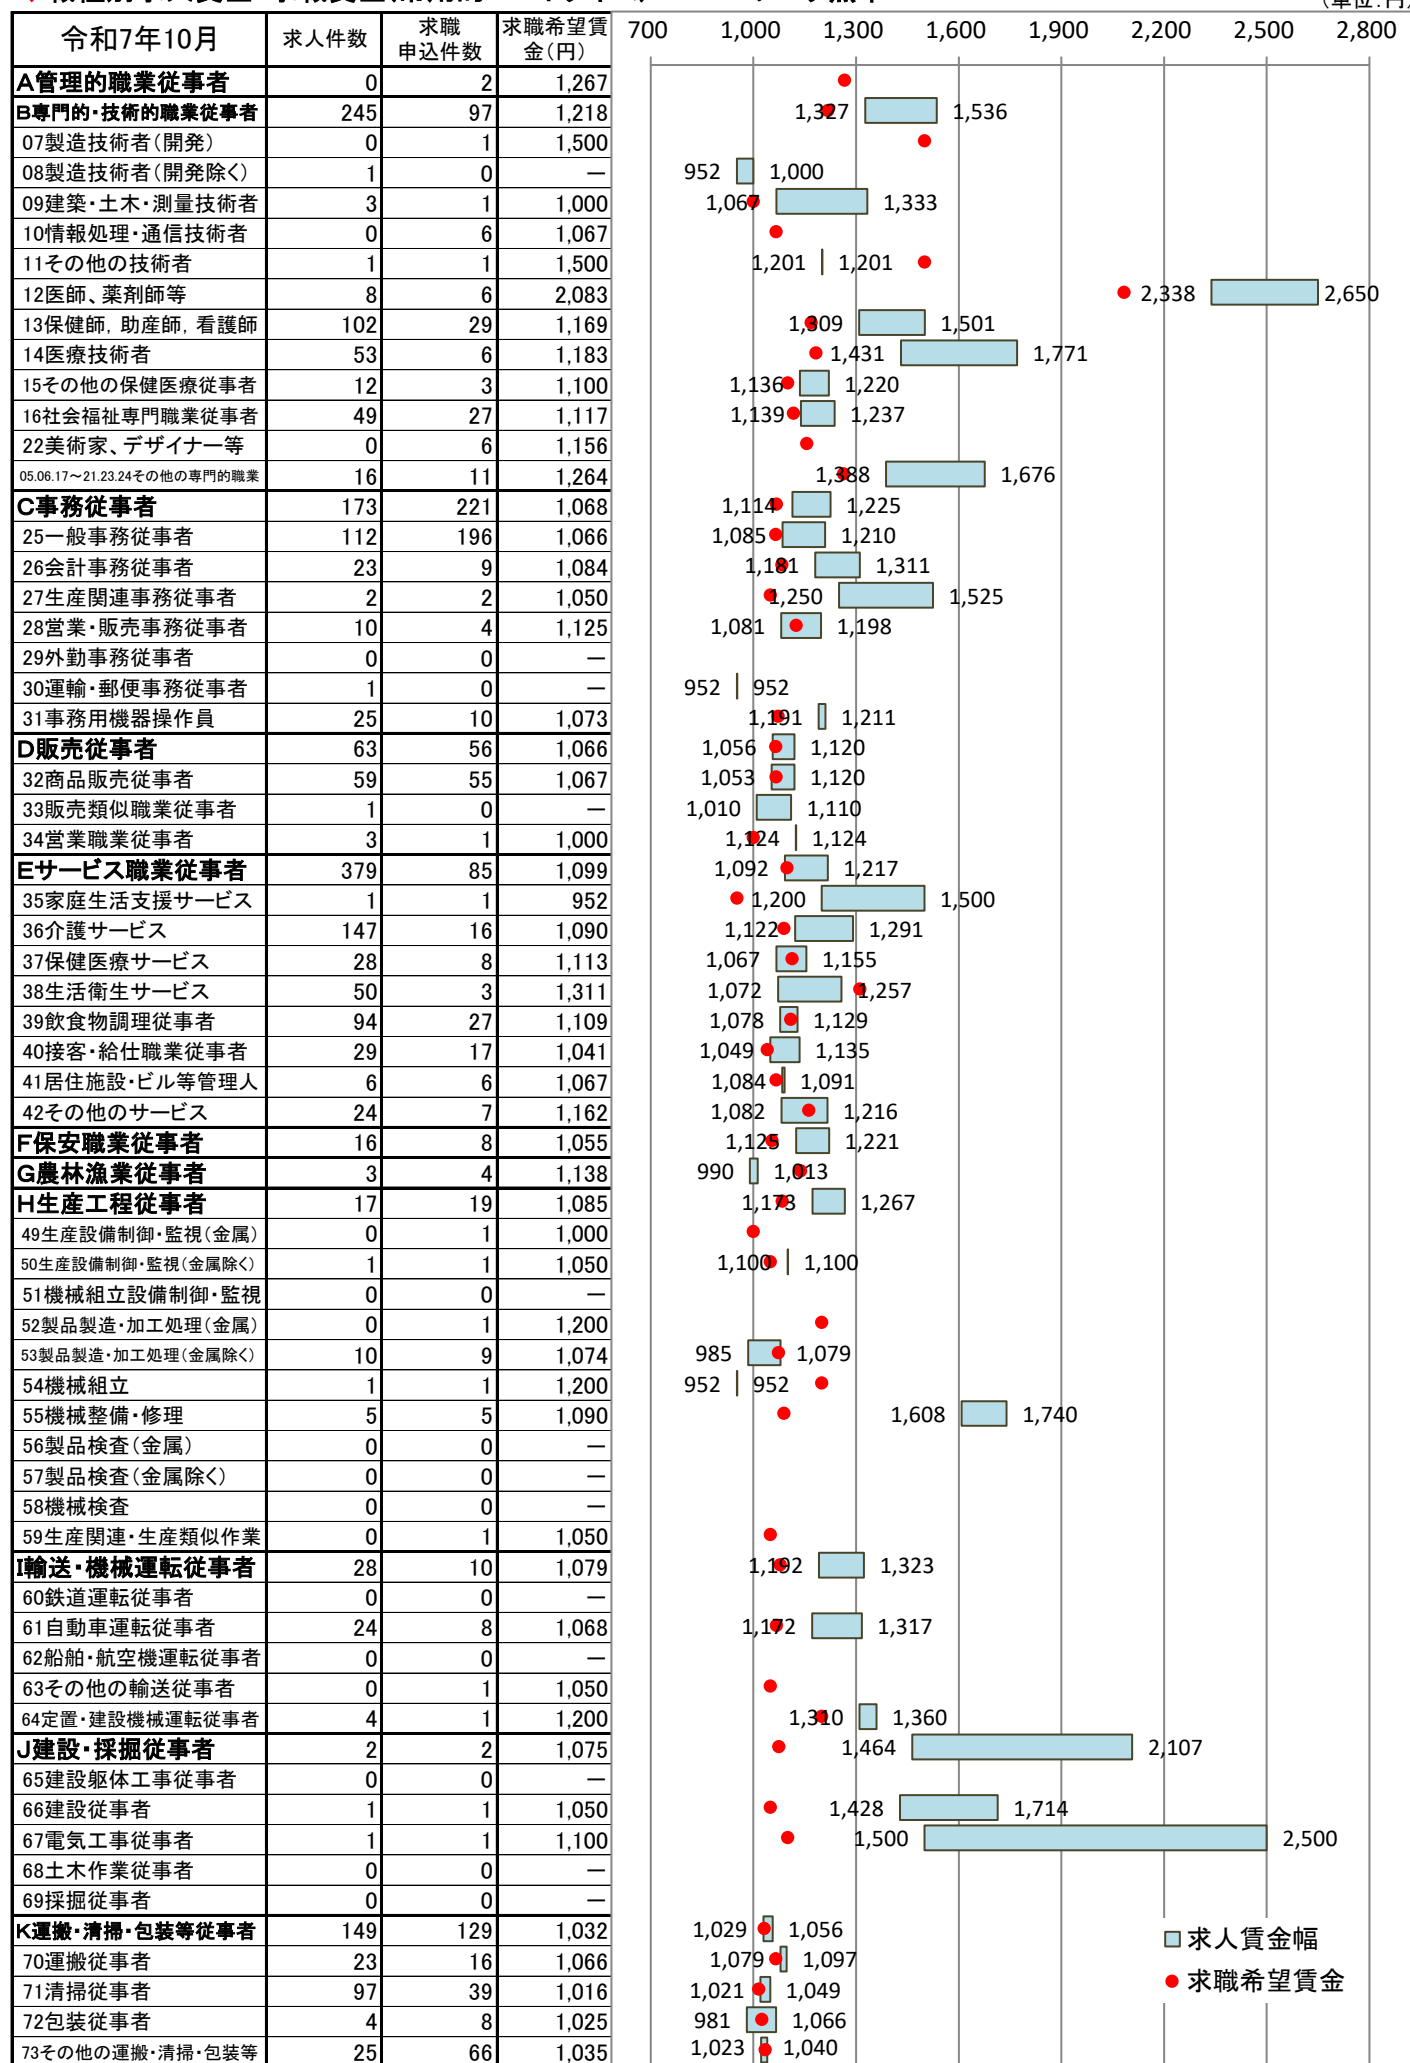 (単位:円)
令和7年10月 求人件数 求職申込件数 求職希望賃金(円) 700 1,000 1,300 1,600 1,900 2,200 2,500 2,800
A管理的職業従事者 0 2 1,267
B専門的・技術的職業従事者 245 97 1,218 1,327 1,536
07製造技術者(開発) 0 1 1,500
08製造技術者(開発除く) 1 0 ― 952 1,000
09建築・土木・測量技術者 3 1 1,000 1,067 1,333
10情報処理・通信技術者 0 6 1,067
11その他の技術者 1 1 1,500 1,201 1,201
12医師、薬剤師等 8 6 2,083 2,338 2,650
13保健師,助産師,看護師 102 29 1,169 1,309 1,501
14医療技術者 53 6 1,183 1,431 1,771
15その他の保健医療従事者 12 3 1,100 1,136 1,220
16社会福祉専門職業従事者 49 27 1,117 1,139 1,237
22美術家、デザイナー等 0 6 1,156
05.06.17~21.23.24その他の専門的職業 16 11 1,264 1,388 1,676
C事務従事者 173 221 1,068 1,114 1,225
25一般事務従事者 112 196 1,066 1,085 1,210
26会計事務従事者 23 9 1,084 1,181 1,311
27生産関連事務従事者 2 2 1,050 1,250 1,525
28営業・販売事務従事者 10 4 1,125 1,081 1,198
29外勤事務従事者 0 0 ―
30運輸・郵便事務従事者 1 0 ― 952 952
31事務用機器操作員 25 10 1,073 1,191 1,211
D販売従事者 63 56 1,066 1,056 1,120
32商品販売従事者 59 55 1,067 1,053 1,120
33販売類似職業従事者 1 0 ― 1,010 1,110
34営業職業従事者 3 1 1,000 1,124 1,124
Eサービス職業従事者 379 85 1,099 1,092 1,217
35家庭生活支援サービス 1 1 952 1,200 1,500
36介護サービス 147 16 1,090 1,122 1,291
37保健医療サービス 28 8 1,113 1,067 1,155
38生活衛生サービス 50 3 1,311 1,072 1,257
39飲食物調理従事者 94 27 1,109 1,078 1,129
40接客・給仕職業従事者 29 17 1,041 1,049 1,135
41居住施設・ビル等管理人 6 6 1,067 1,084 1,091
42その他のサービス 24 7 1,162 1,082 1,216
F保安職業従事者 16 8 1,055 1,125 1,221
G農林漁業従事者 3 4 1,138 990 1,013
H生産工程従事者 17 19 1,085 1,173 1,267
49生産設備制御・監視(金属) 0 1 1,000
50生産設備制御・監視(金属除く) 1 1 1,050 1,100 1,100
51機械組立設備制御・監視 0 0 ―
52製品製造・加工処理(金属) 0 1 1,200
53製品製造・加工処理(金属除く) 10 9 1,074 985 1,079
54機械組立 1 1 1,200 952 952
55機械整備・修理 5 5 1,090 1,608 1,740
56製品検査(金属) 0 0 ―
57製品検査(金属除く) 0 0 ―
58機械検査 0 0 ―
59生産関連・生産類似作業 0 1 1,050
I輸送・機械運転従事者 28 10 1,079 1,192 1,323
60鉄道運転従事者 0 0 ―
61自動車運転従事者 24 8 1,068 1,172 1,317
62船舶・航空機運転従事者 0 0 ―
63その他の輸送従事者 0 1 1,050
64定置・建設機械運転従事者 4 1 1,200 1,310 1,360
J建設・採掘従事者 2 2 1,075 1,464 2,107
65建設躯体工事従事者 0 0 ―
66建設従事者 1 1 1,050 1,428 1,714
67電気工事従事者 1 1 1,100 1,500 2,500
68土木作業従事者 0 0 ―
69採掘従事者 0 0 ―
K運搬・清掃・包装等従事者 149 129 1,032 1,029 1,056
70運搬従事者 23 16 1,066 1,079 1,097
71清掃従事者 97 39 1,016 1,021 1,049
72包装従事者 4 8 1,025 981 1,066
73その他の運搬・清掃・包装等 25 66 1,035 1,023 1,040
求人賃金幅
求職希望賃金